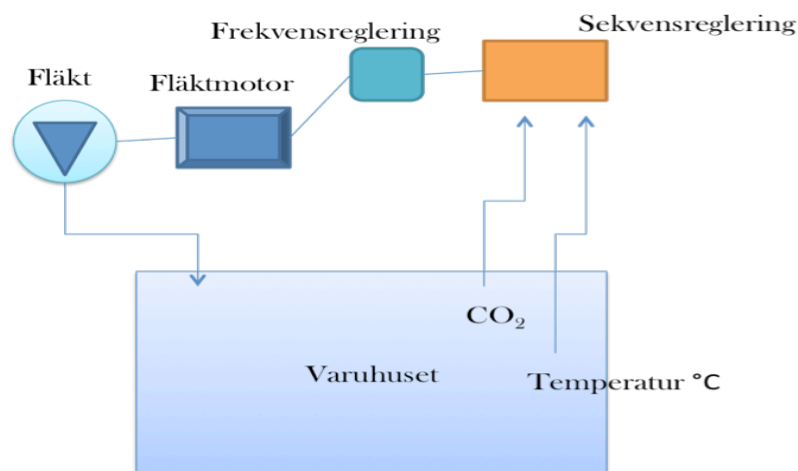 Sekvensreglering
Frekvensreglering
Fläkt
Fläktmotor
CO₂
Varuhuset
Temperatur °C